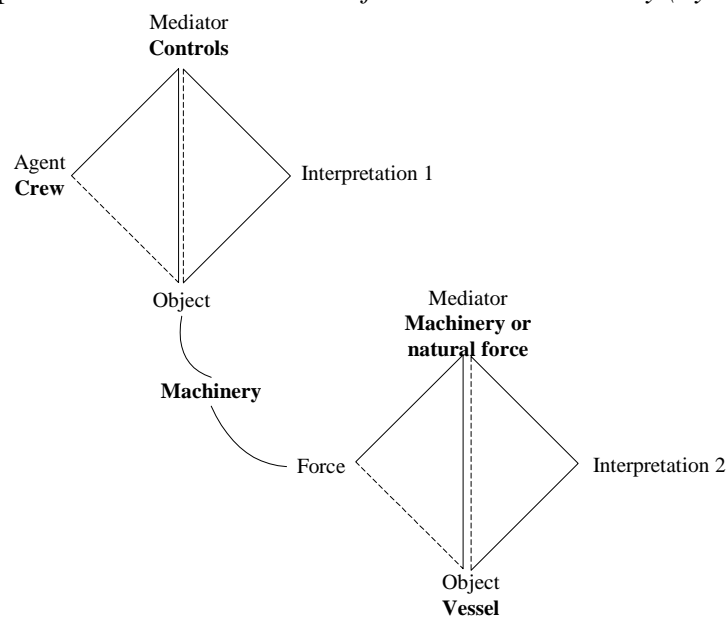 Mediator
Controls
Agent
Crew
Interpretation 1
Object
Machinery
Mediator
Machinery or
natural force
Force
Interpretation 2
Object
Vessel